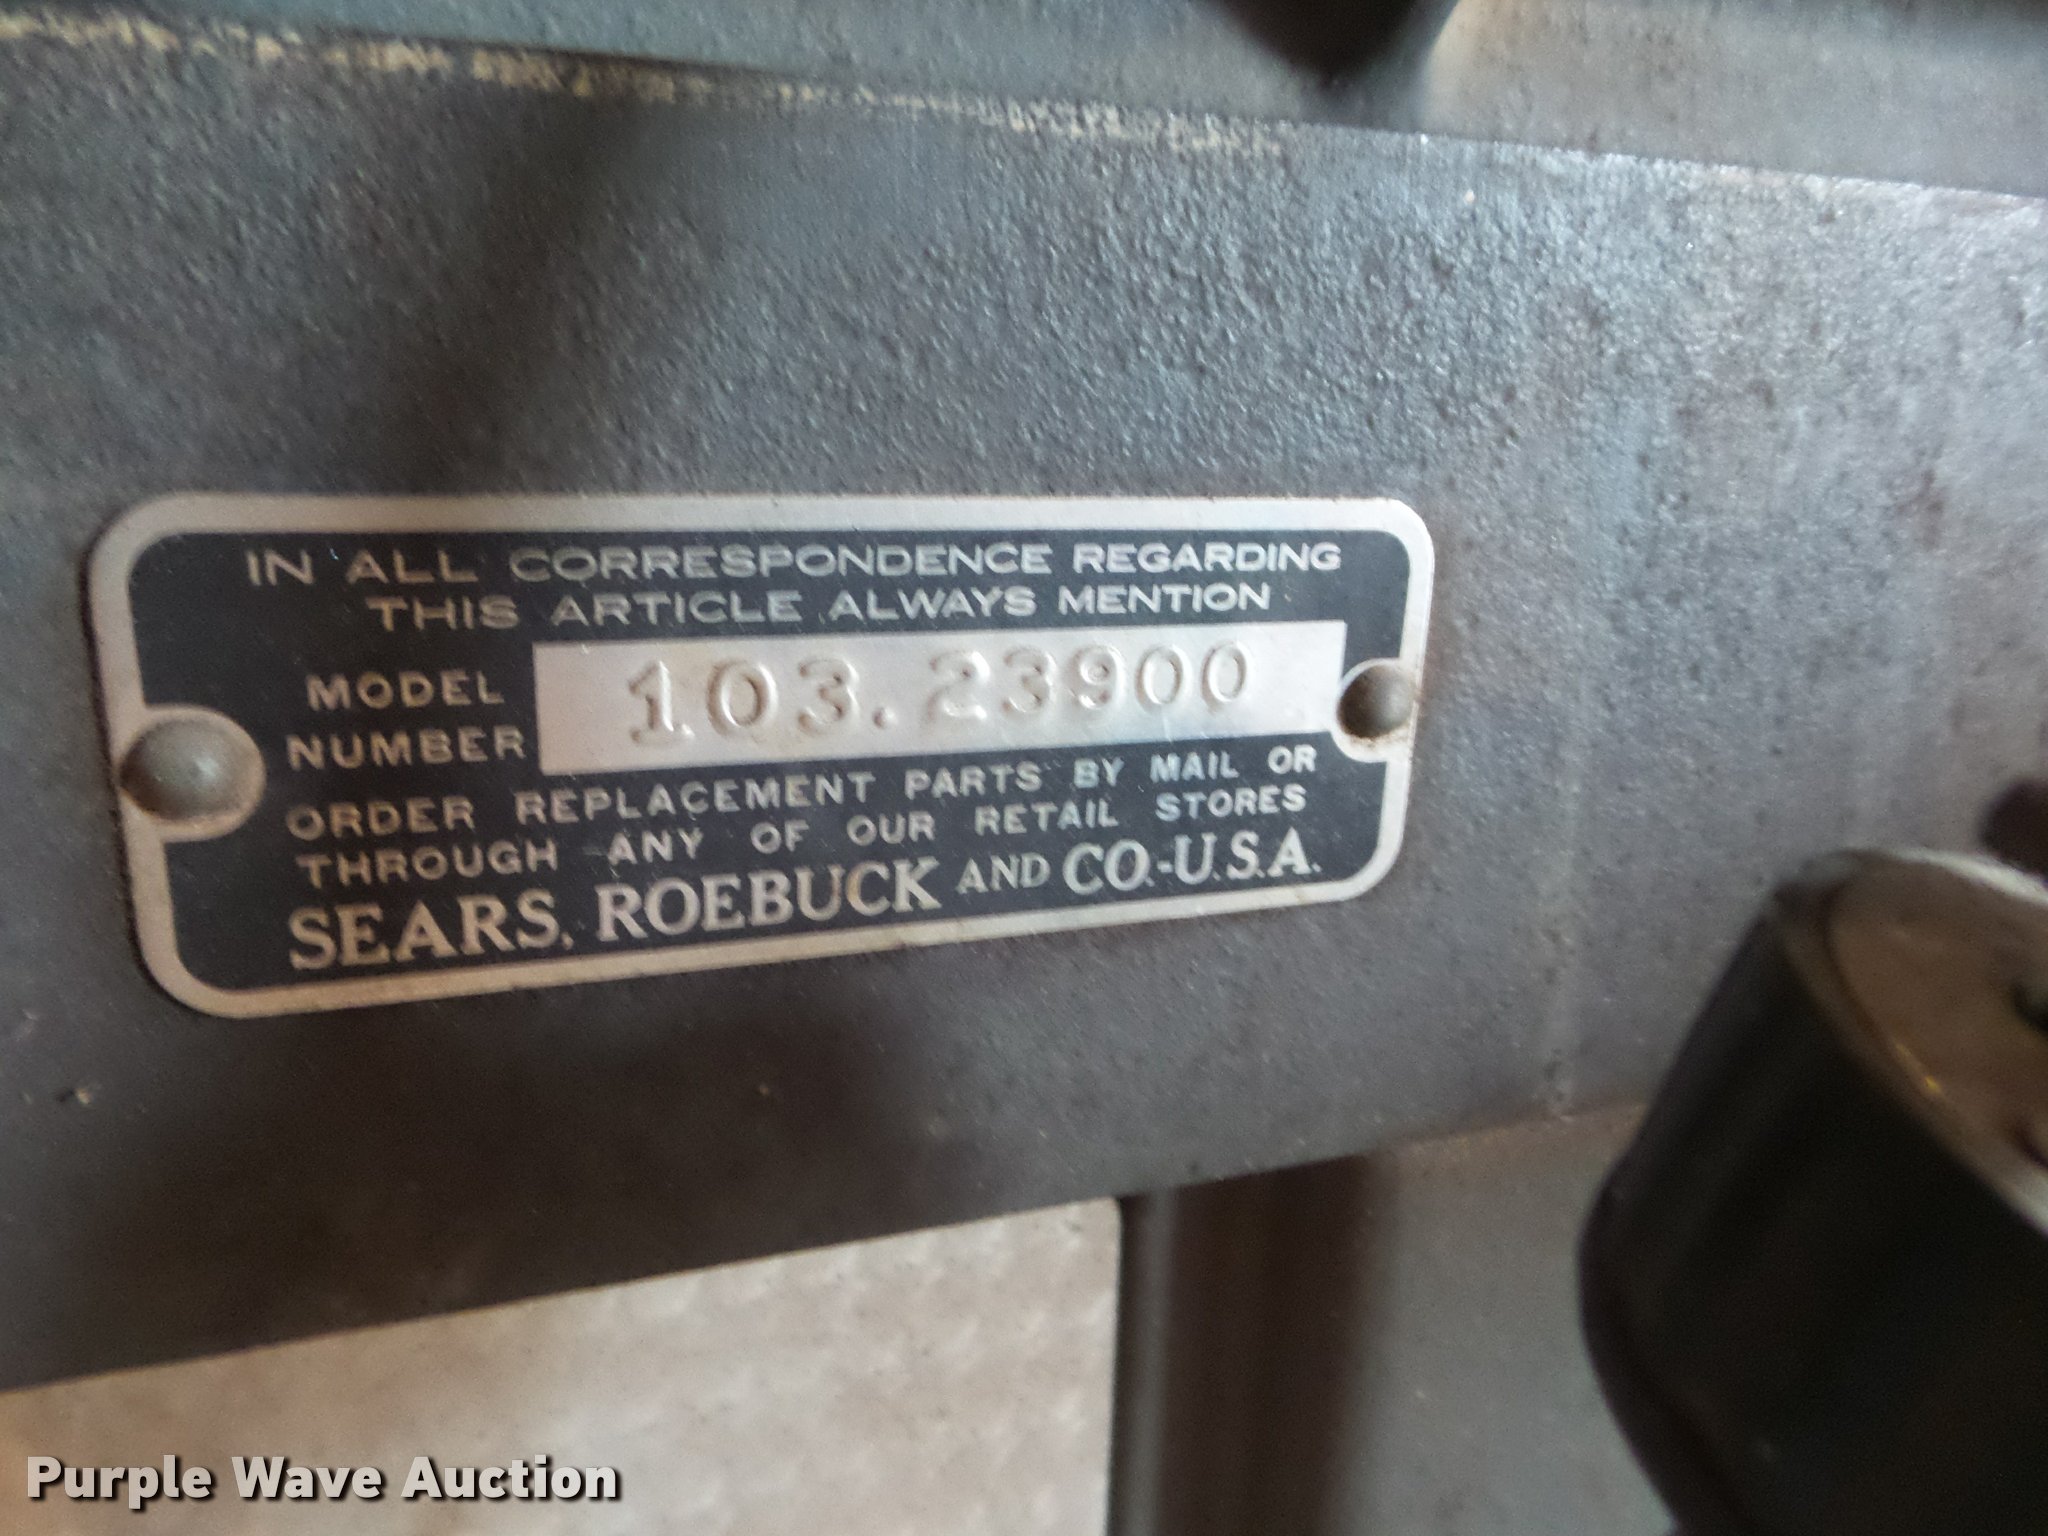 IN ALL CORRESPONDENCE REGARDING
THIS ARTICLE ALWAYS MENTION
MODEL
NUMBER
103.23900
ORDER REPLACEMENT PARTS BY MAIL OR
THROUGH ANY OF OUR RETAIL STORES
SEARS, ROEBUCK AND CO.-U.S.A.
Purple Wave Auction